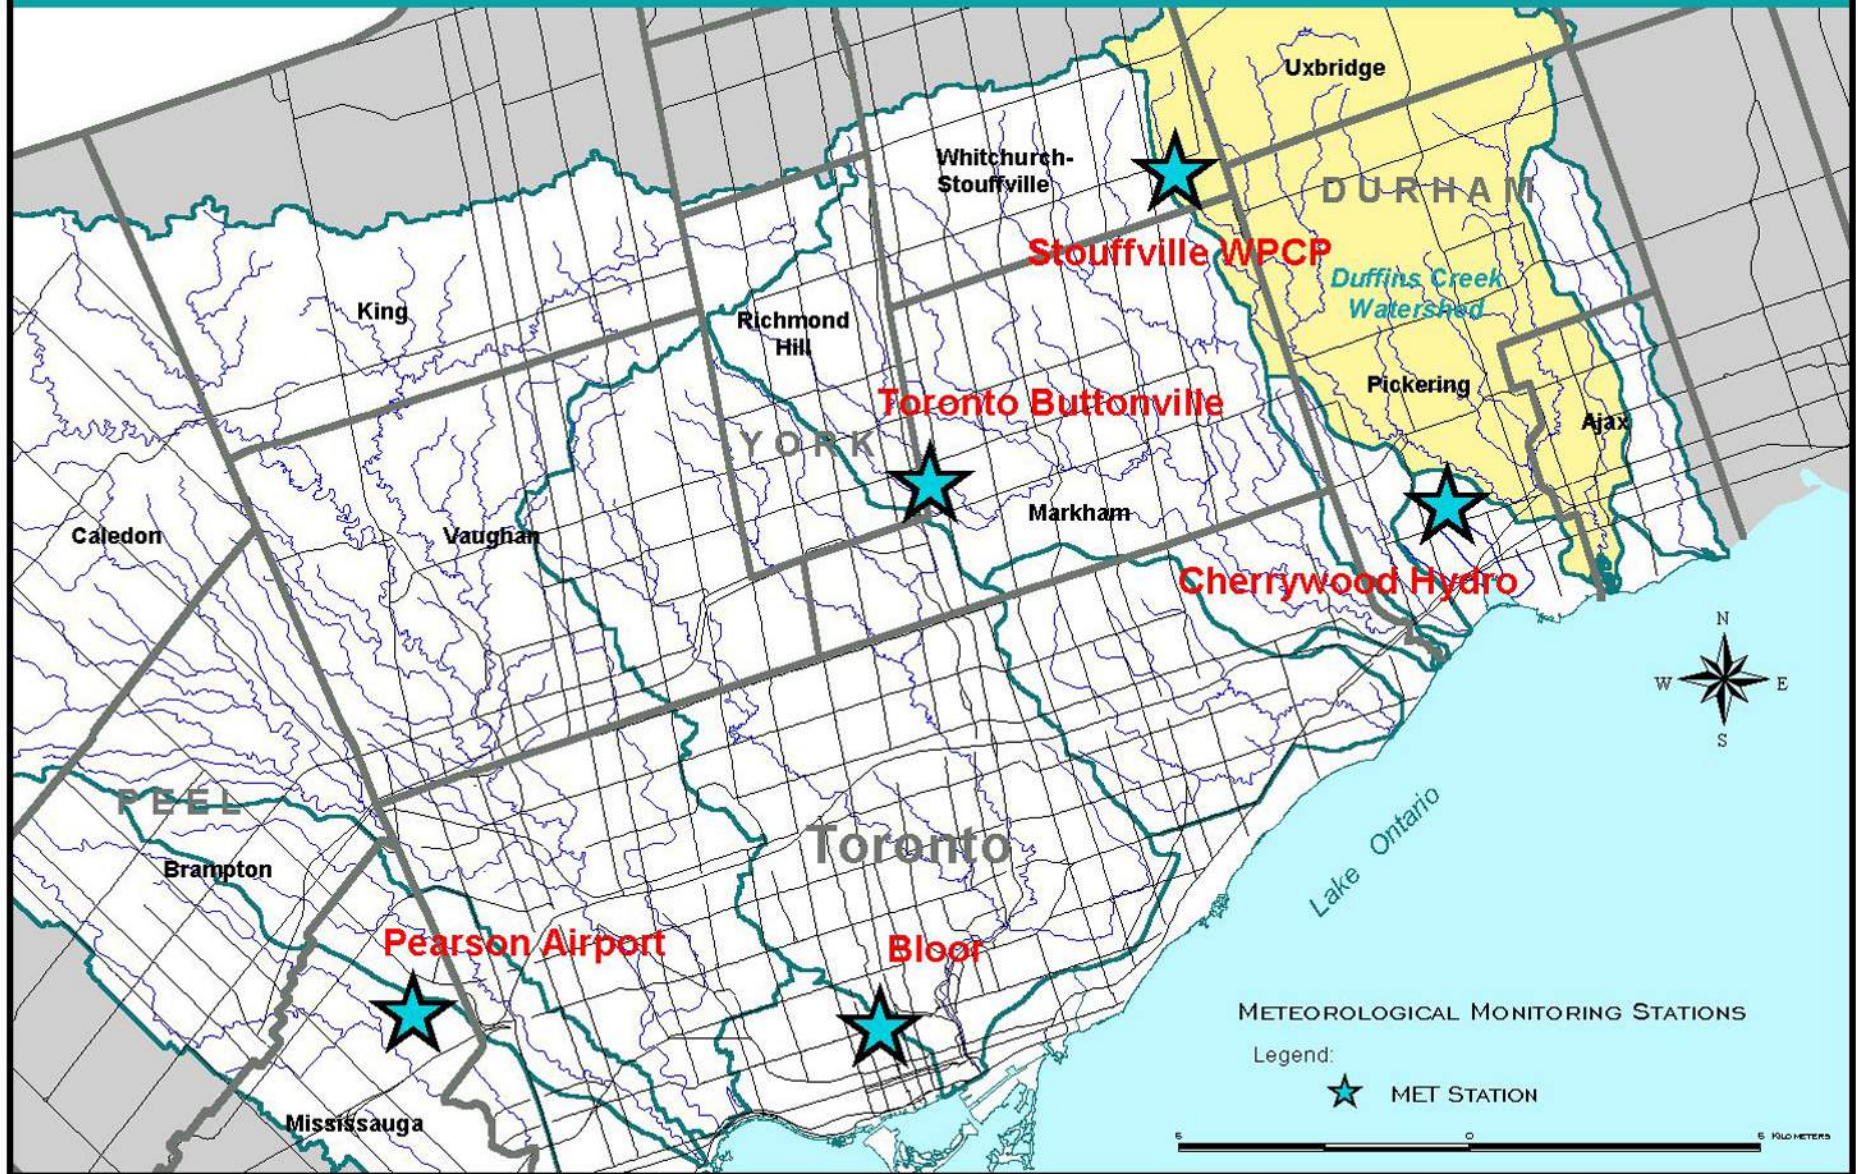 Uxbridge
Whitchurch-
Stouffville
DURHAM
Stouffville WPCP
Duffins Creek
Watershed
King
Richmond
Hill
Pickering
Toronto Buttonville
Ajax
YORK
Caledon
Vaughan
Markham
Cherrywood Hydro
N
W
E
S
PEEL
Toronto
Brampton
Lake Ontario
Pearson Airport
Bloor
METEOROLOGICAL MONITORING STATIONS
Legend:
MET STATION
Mississauga
5 0 5 KILOMETERS